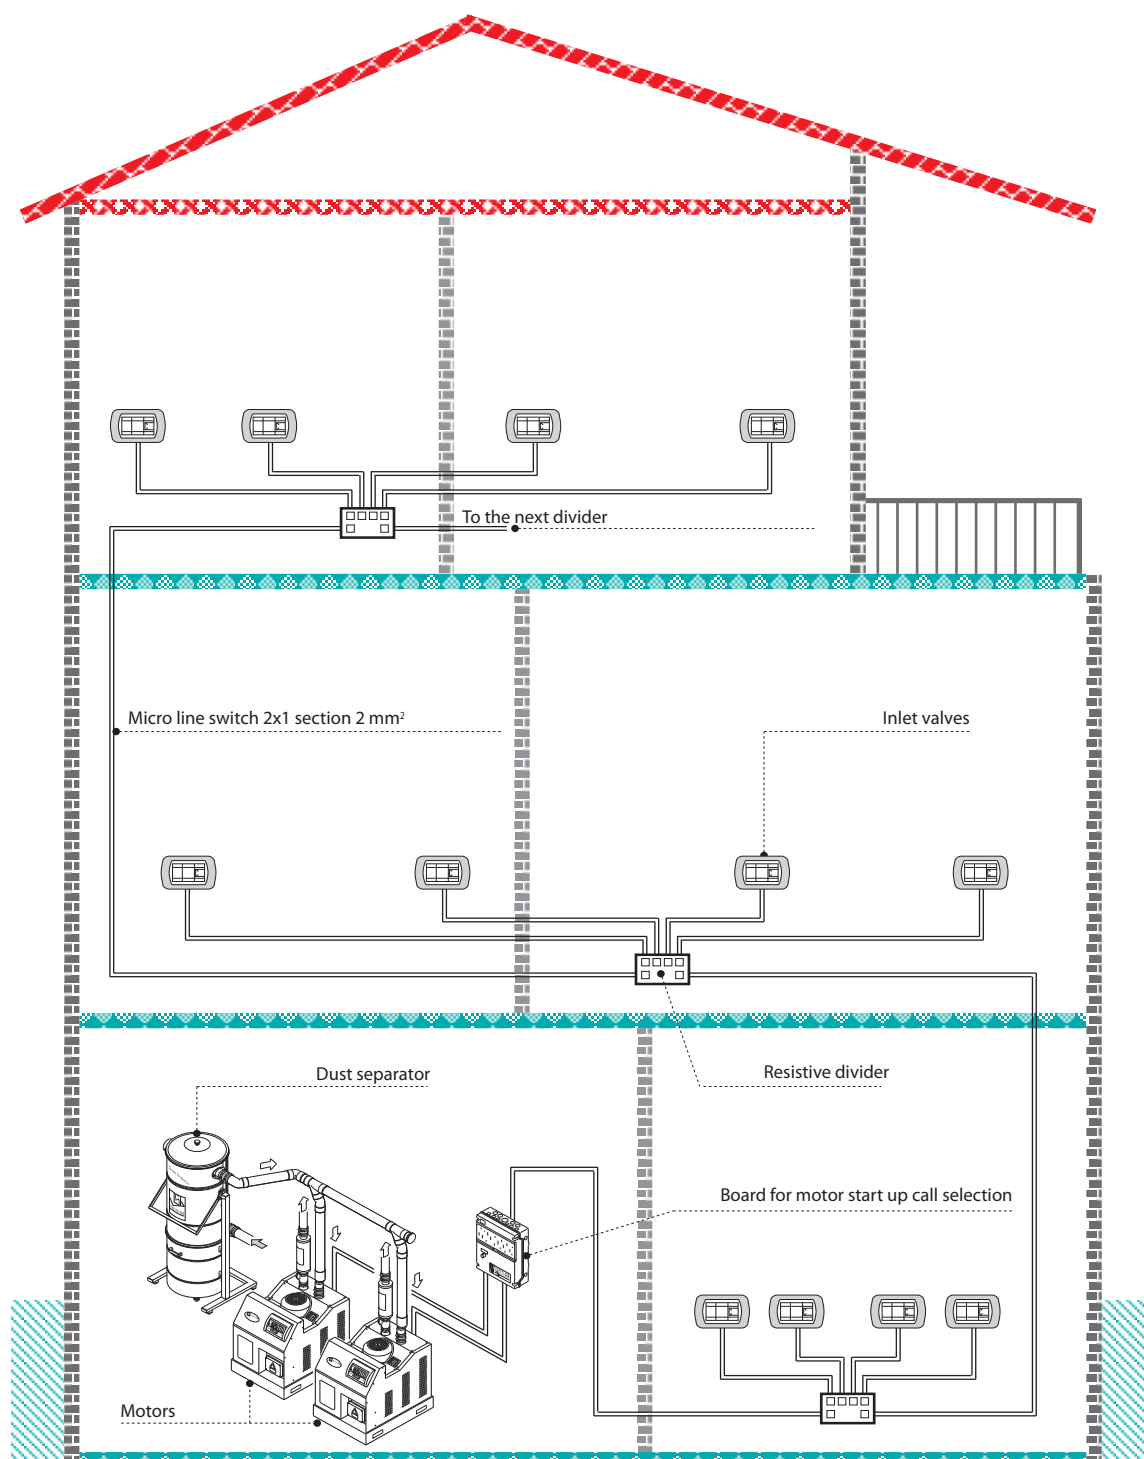 To the next divider
Micro line switch 2x1 section 2 mm²
Inlet valves
Dust separator
Resistive divider
Board for motor start up call selection
Motors